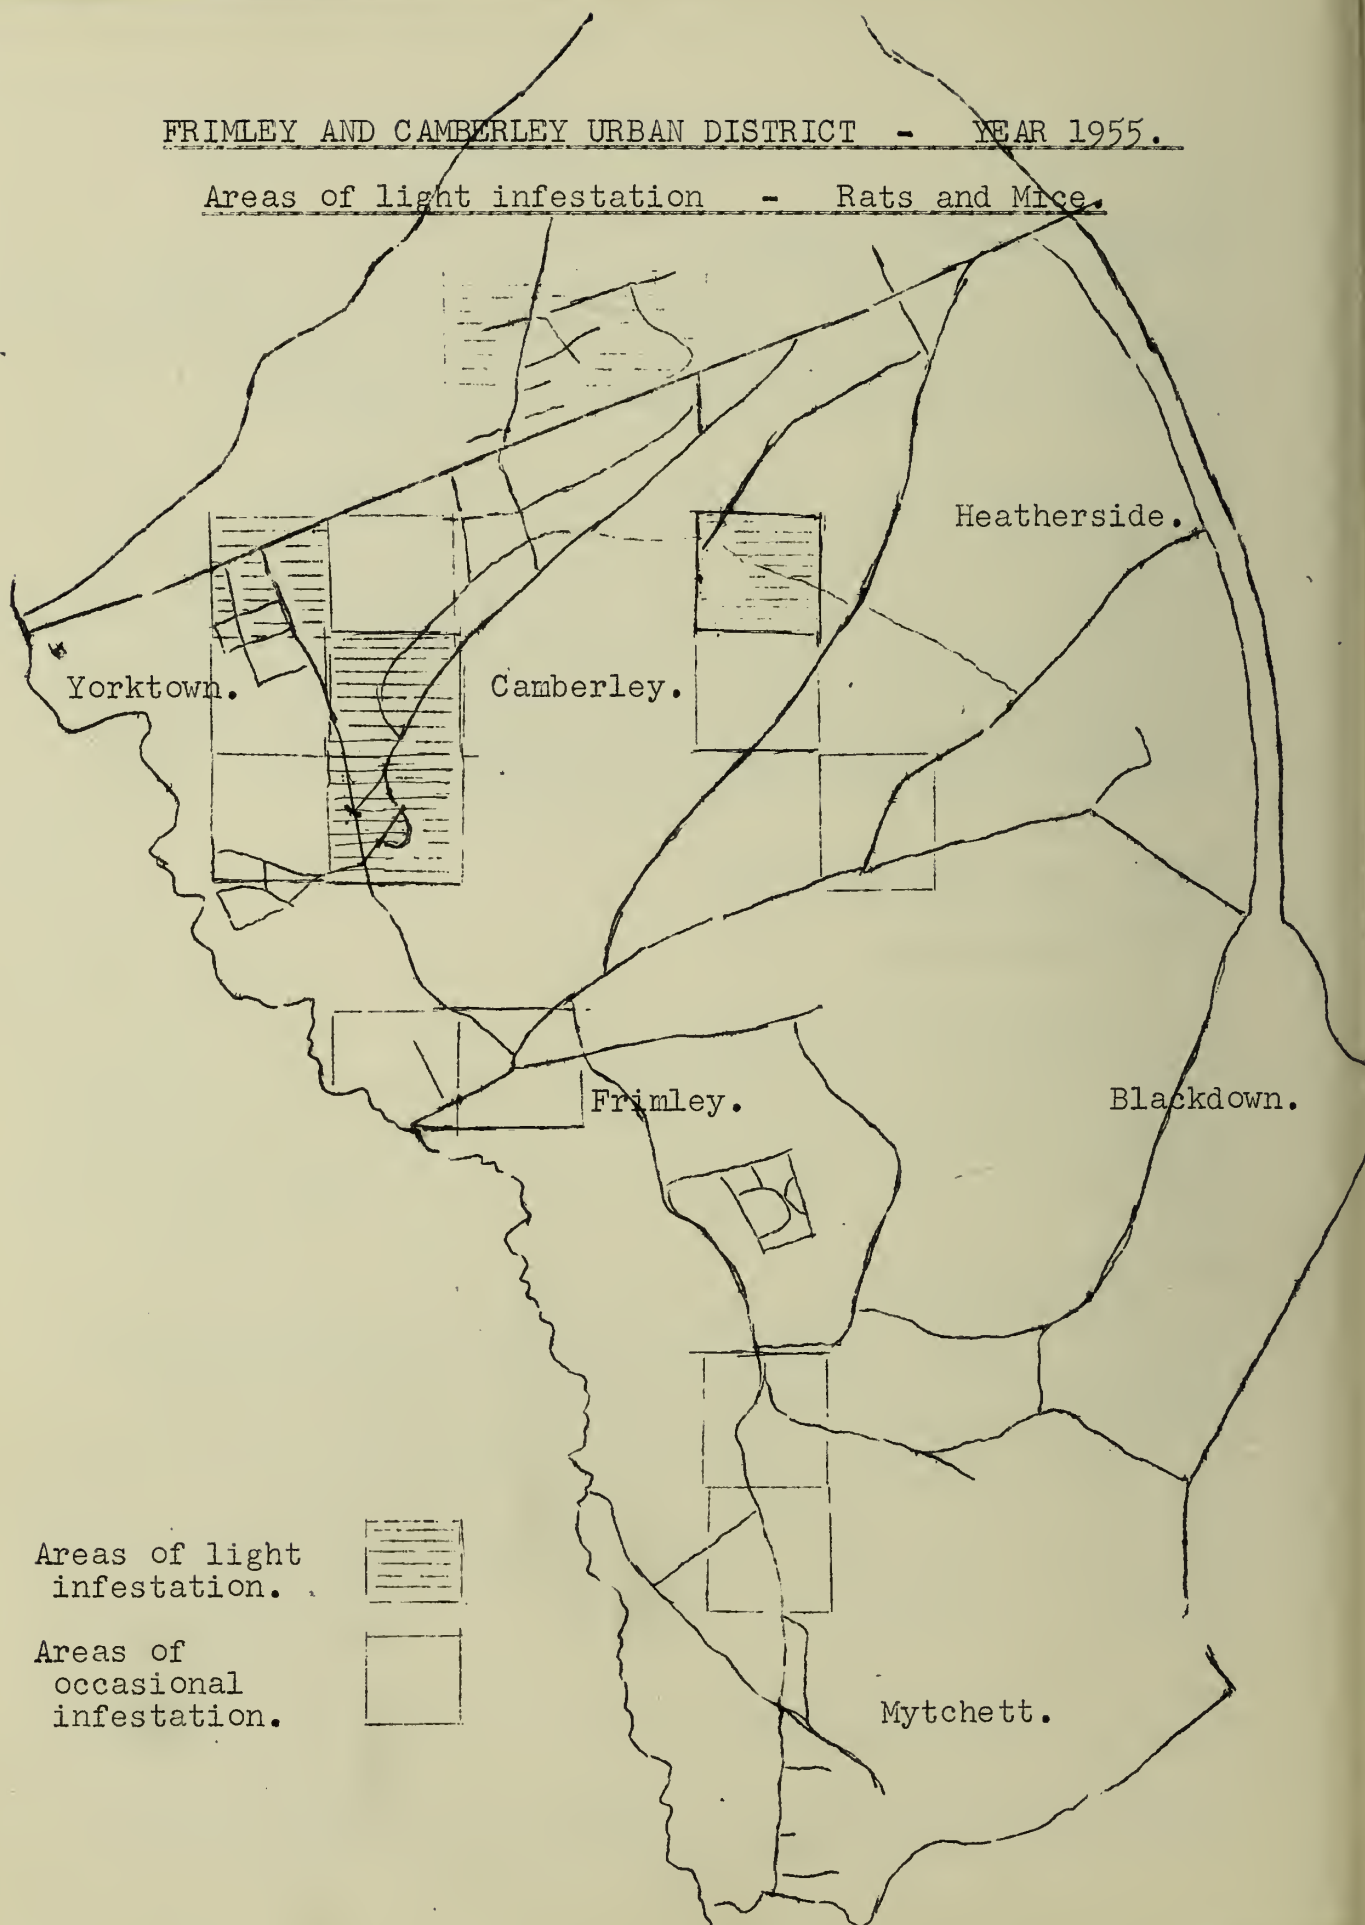 FRIMLEY AND CAMBERLEY URBAN DISTRICT - YEAR 1955.
Areas of light infestation - Rats and Mice.
Heatherside.
Yorktown.
Camberley.
Frimley.
Blackdown.
Areas of light
infestation.
Areas of
occasional
infestation.
Mytchett.